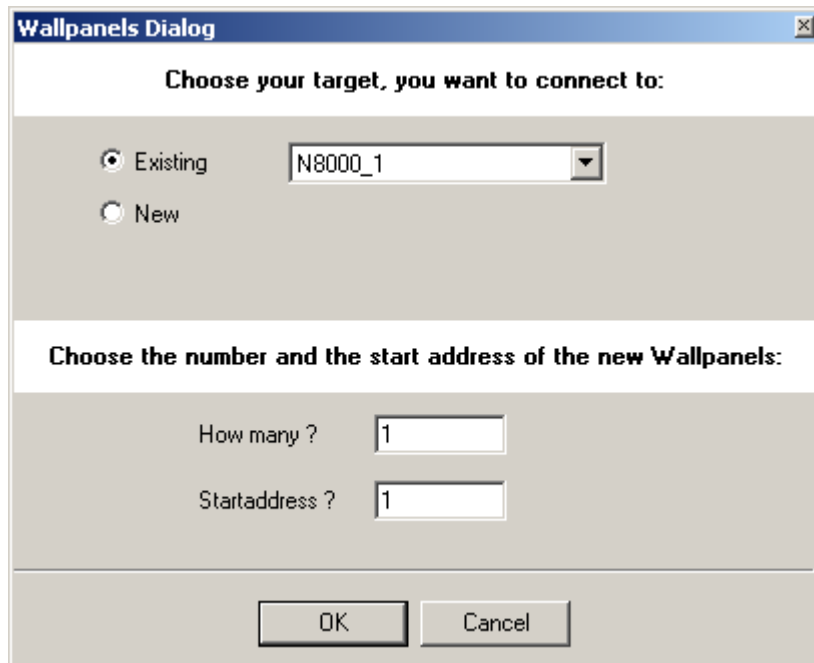 Wallpanels Dialog
Choose your target, you want to connect to:
Existing N8000_1
New
Choose the number and the start address of the new Wallpanels:
How many ? 1
Startaddress ? 1
OK Cancel